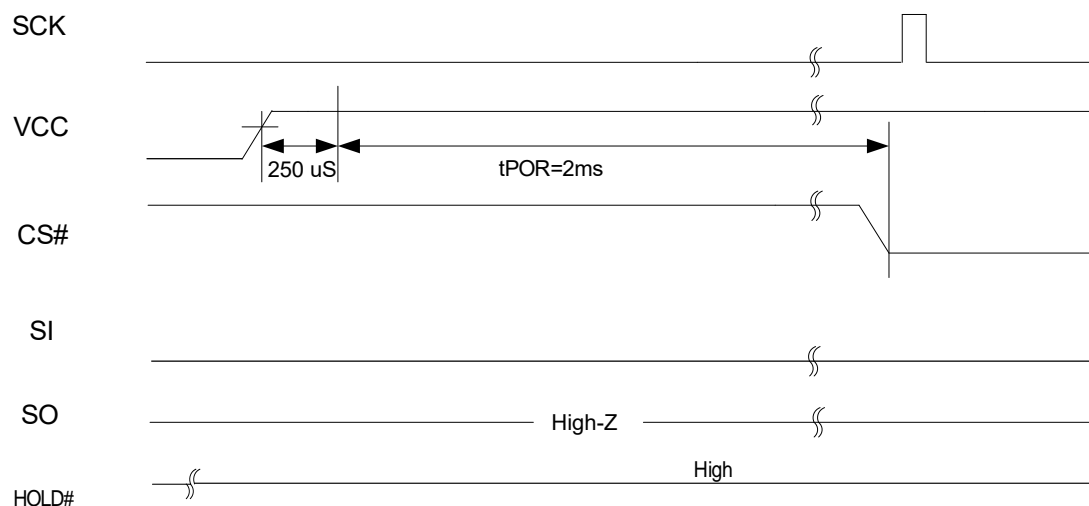 SCK
VCC
250 uS
tPOR=2ms
CS#
SI
SO
High-Z
High
HOLD#